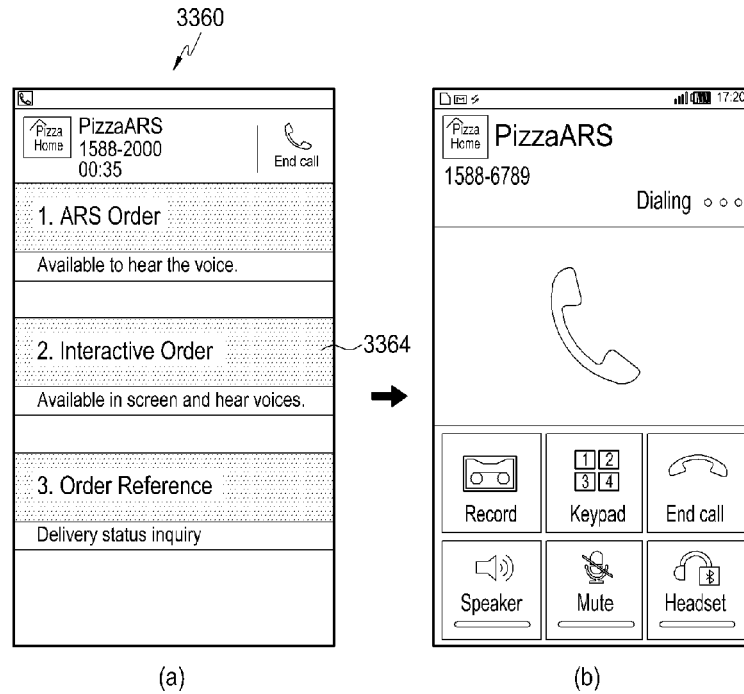 3360
Pizza
Home
PizzaARS
1588-2000
00:35
End call
1. ARS Order
Available to hear the voice.
2. Interactive Order
3364
Available in screen and hear voices.
3. Order Reference
Delivery status inquiry
(a)
17:20
Pizza
Home
PizzaARS
1588-6789
Dialing
1 2
3 4
Record
Keypad
End call
Speaker
Mute
Headset
(b)